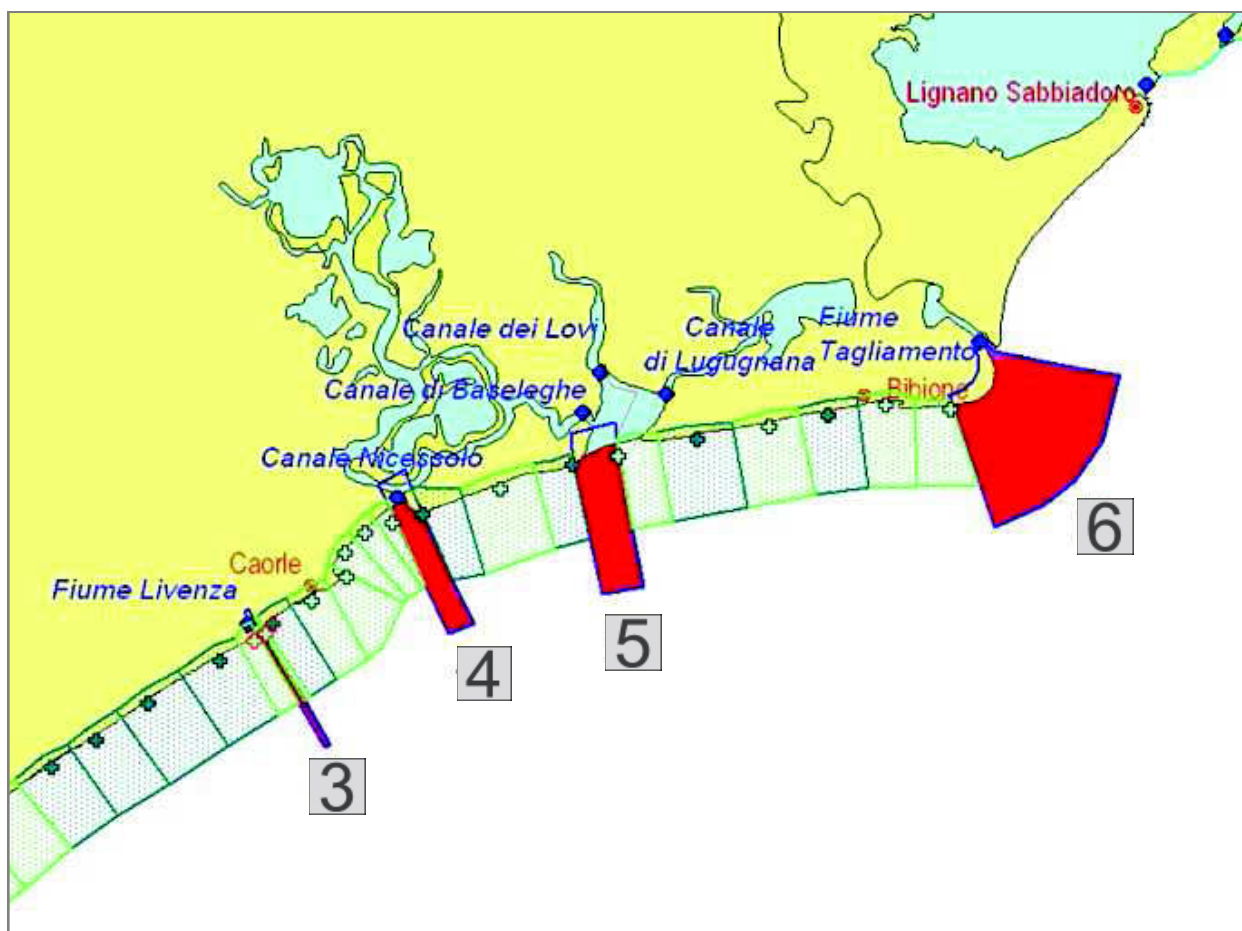 Lignano Sabbiadoro
Canale dei Lovi
Canale
di Lugugnana
Fiume
Tagliamento
Canale di Baseleghe
Bibione
Canale Nicessolo
6
Caorle
Fiume Livenza
5
4
3